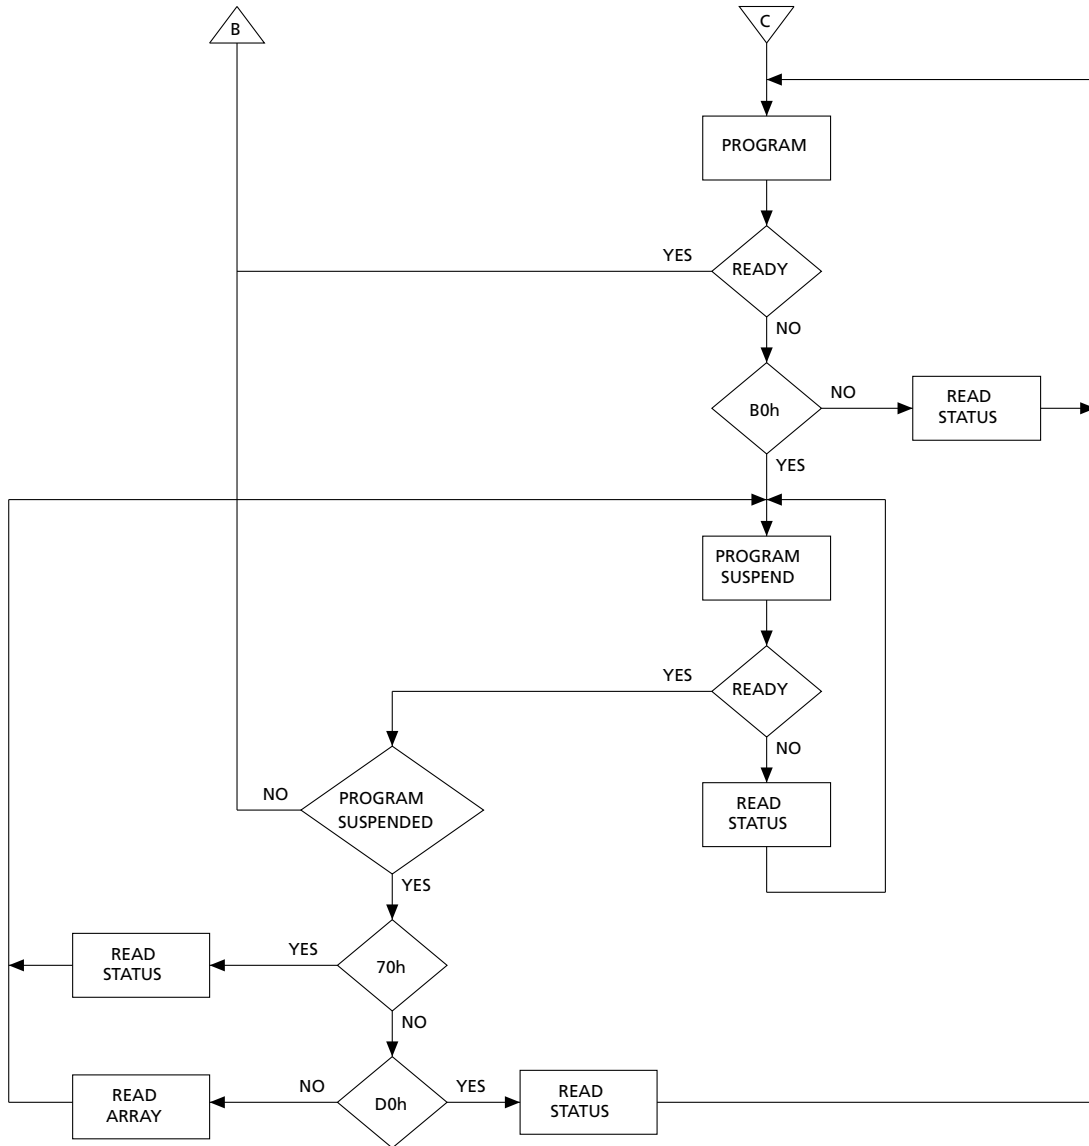 B
C
PROGRAM
YES
READY
NO
B0h
NO
READ
STATUS
YES
PROGRAM
SUSPEND
YES
READY
NO
NO
PROGRAM
SUSPENDED
READ
STATUS
YES
READ
STATUS
YES
70h
NO
READ
ARRAY
NO
D0h
YES
READ
STATUS